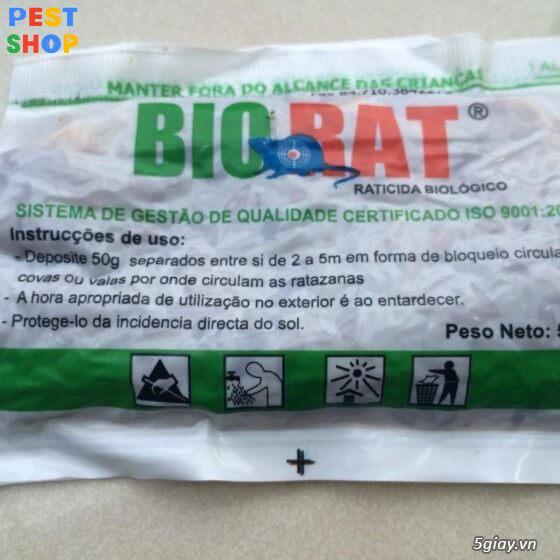 PEST
SHOP
MANTER FORA DO ALCANCE DAS CRIANÇAS
BIORAT®
RATICIDA BIOLÓGICO
SISTEMA DE GESTÃO DE QUALIDADE CERTIFICADO ISO 9001:20
Instrucções de uso:
- Deposite 50g separados entre si de 2 a 5m em forma de bloqueio circula
covas ou valas por onde circulam as ratazanas
- A hora apropriada de utilização no exterior é ao entardecer.
- Protege-lo da incidencia directa do sol.
Peso Neto: 5
5giay.vn